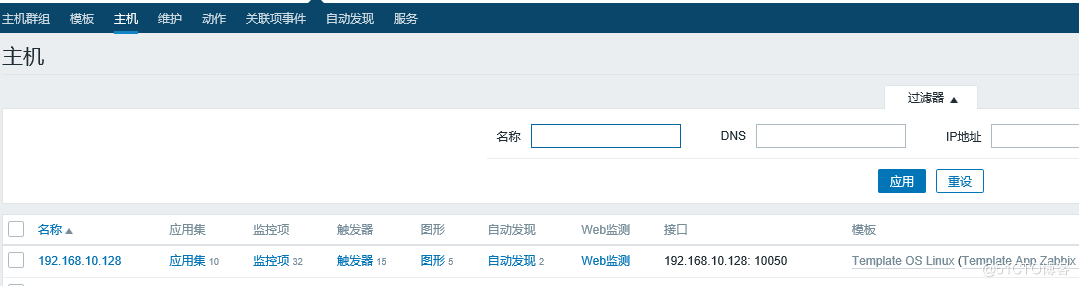 主机群组 模板 主机 维护 动作 关联项事件 自动发现 服务
主机
过滤器 ▲
名称 DNS IP地址
应用 重设
名称 ▲ 应用集 监控项 触发器 图形 自动发现 Web监测 接口 模板
192.168.10.128 应用集 10 监控项 32 触发器 15 图形 5 自动发现 2 Web监测 192.168.10.128: 10050 Template OS Linux (Template App Zabbix
@51CTO博客